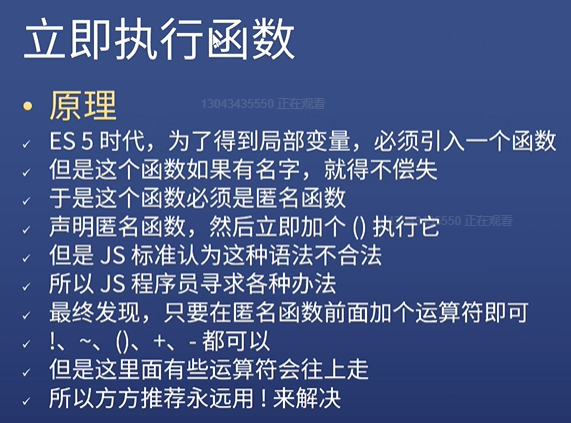 立即执行函数
原理
13043435550 正在观看
ES 5 时代，为了得到局部变量，必须引入一个函数
但是这个函数如果有名字，就得不偿失
于是这个函数必须是匿名函数
声明匿名函数，然后立即加个 () 执行它
550 正在观看
但是 JS 标准认为这种语法不合法
所以 JS 程序员寻求各种办法
最终发现，只要在匿名函数前面加个运算符即可
!、~、()、+、- 都可以
但是这里面有些运算符会往上走
所以方方推荐永远用 ! 来解决